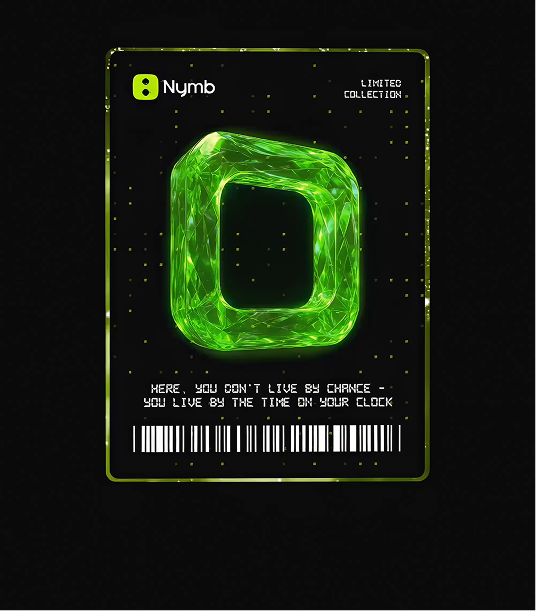 Nymb
LIMITED
COLLECTION
HERE, YOU DON'T LIVE BY CHANCE -
YOU LIVE BY THE TIME ON YOUR CLOCK